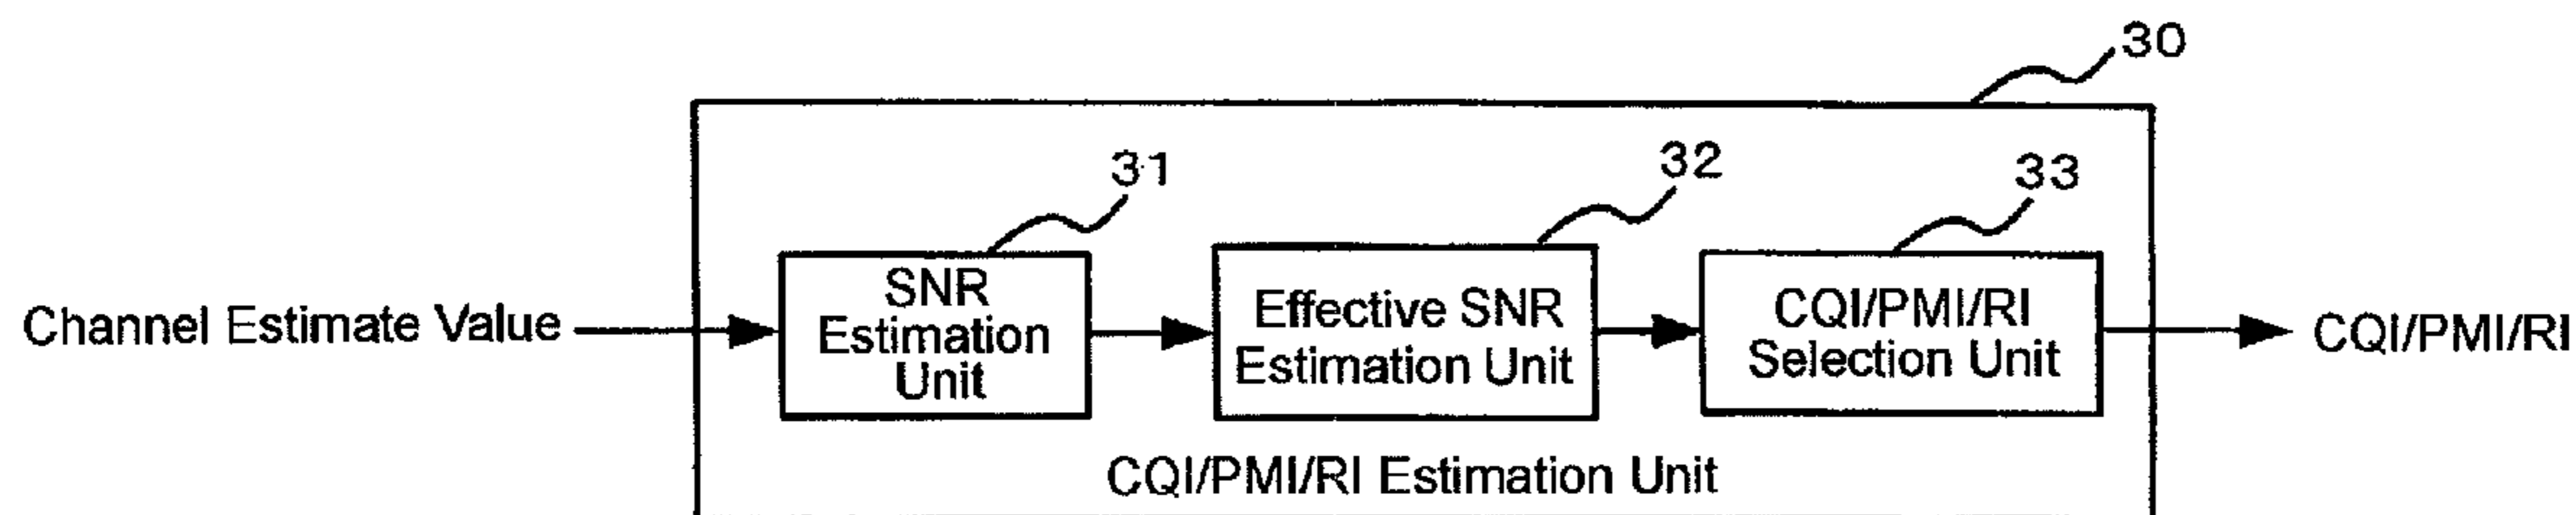 30
31
32
33
Channel Estimate Value
SNR
Estimation
Unit
Effective SNR
Estimation Unit
CQI/PMI/RI
Selection Unit
CQI/PMI/RI
CQI/PMI/RI Estimation Unit